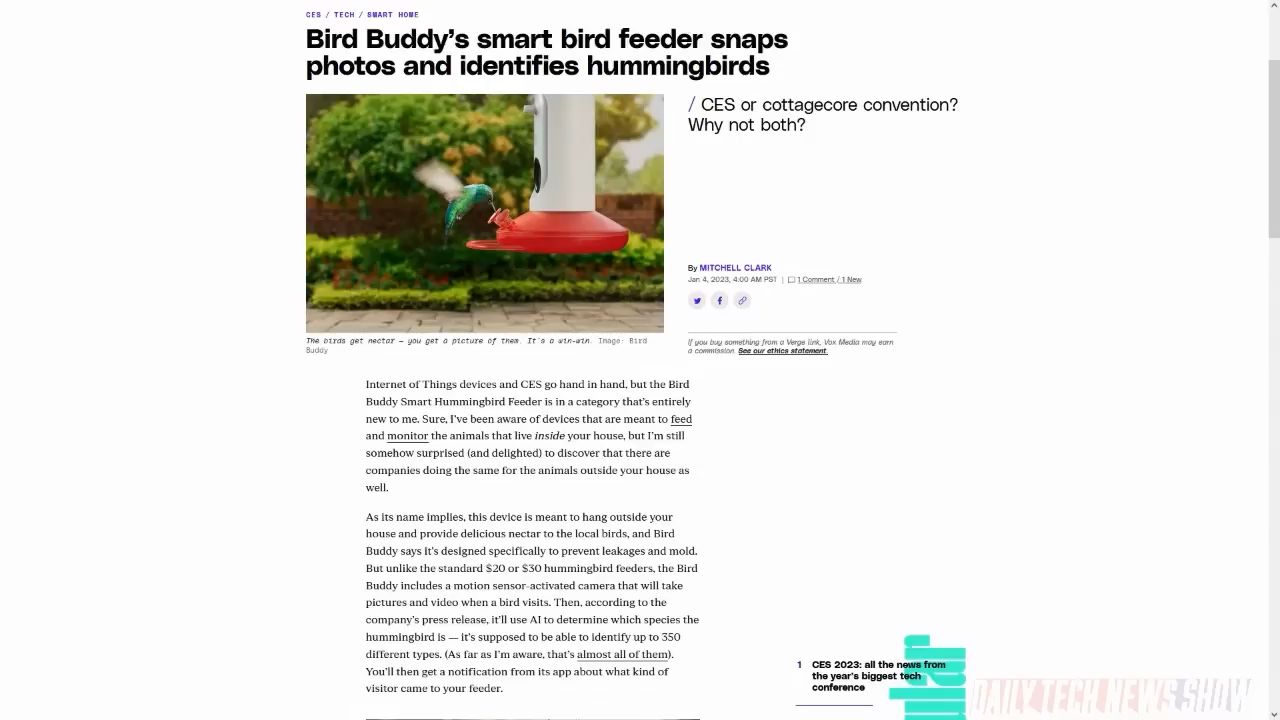 CES / TECH / SMART HOME
Bird Buddy's smart bird feeder snaps
photos and identifies hummingbirds
/ CES or cottagecore convention?
Why not both?
By MITCHELL CLARK
Jan 4, 2023, 4:00 AM PST | 1 Comment / 1 New
The birds get nectar — you get a picture of them. It's a win-win. Image: Bird
Buddy
If you buy something from a Verge link, Vox Media may earn
a commission. See our ethics statement.
Internet of Things devices and CES go hand in hand, but the Bird
Buddy Smart Hummingbird Feeder is in a category that's entirely
new to me. Sure, I've been aware of devices that are meant to feed
and monitor the animals that live inside your house, but I'm still
somehow surprised (and delighted) to discover that there are
companies doing the same for the animals outside your house as
well.
As its name implies, this device is meant to hang outside your
house and provide delicious nectar to the local birds, and Bird
Buddy says it's designed specifically to prevent leakages and mold.
But unlike the standard $20 or $30 hummingbird feeders, the Bird
Buddy includes a motion sensor-activated camera that will take
pictures and video when a bird visits. Then, according to the
company's press release, it'll use AI to determine which species the
hummingbird is — it's supposed to be able to identify up to 350
different types. (As far as I'm aware, that's almost all of them).
You'll then get a notification from its app about what kind of
visitor came to your feeder.
1 CES 2023: all the news from
the year's biggest tech
conference
DAILY TECH NEWS SHOW